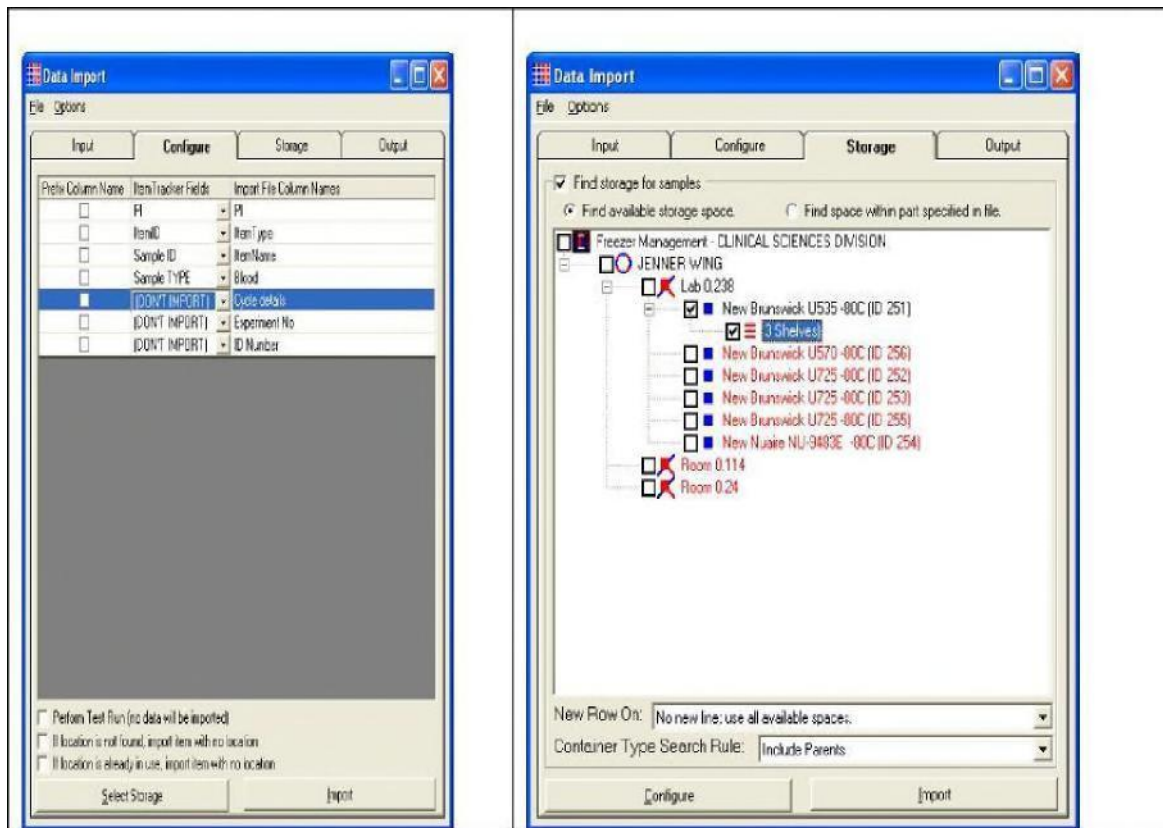 Data Import
File Options
Input Configure Storage Output
Prefix Column Name ItemTracker Fields Import File Column Names
PI PI
ItemID ItemType
Sample ID ItemName
Sample TYPE Blood
(DON'T IMPORT) Cycle details
(DON'T IMPORT) Experiment No
(DON'T IMPORT) ID Number
Perform Test Run (no data will be imported)
If location is not found, import item with no location
If location is already in use, import item with no location
Select Storage Import
Data Import
File Options
Input Configure Storage Output
Find storage for samples
Find available storage space. Find space within part specified in file.
Freezer Management - CLINICAL SCIENCES DIVISION
JENNER WING
Lab 0.238
New Brunswick U535 -80C (ID 251)
3 Shelves
New Brunswick U570 -80C (ID 256)
New Brunswick U725 -80C (ID 252)
New Brunswick U725 -80C (ID 253)
New Brunswick U725 -80C (ID 255)
New Nuaire NU-9483E -80C (ID 254)
Room 0.114
Room 0.24
New Row On: No new line; use all available spaces.
Container Type Search Rule: Include Parents
Configure Import